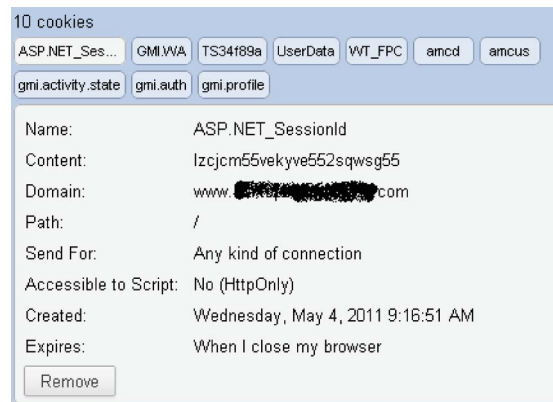 10 cookies
ASP.NET_Ses... GMI.WA TS34f89a UserData WT_FPC amcd amcus
gmi.activity.state gmi.auth gmi.profile
Name: ASP.NET_SessionId
Content: lzcjcm55vekyve552sqwsg55
Domain: www. com
Path: /
Send For: Any kind of connection
Accessible to Script: No (HttpOnly)
Created: Wednesday, May 4, 2011 9:16:51 AM
Expires: When I close my browser
Remove